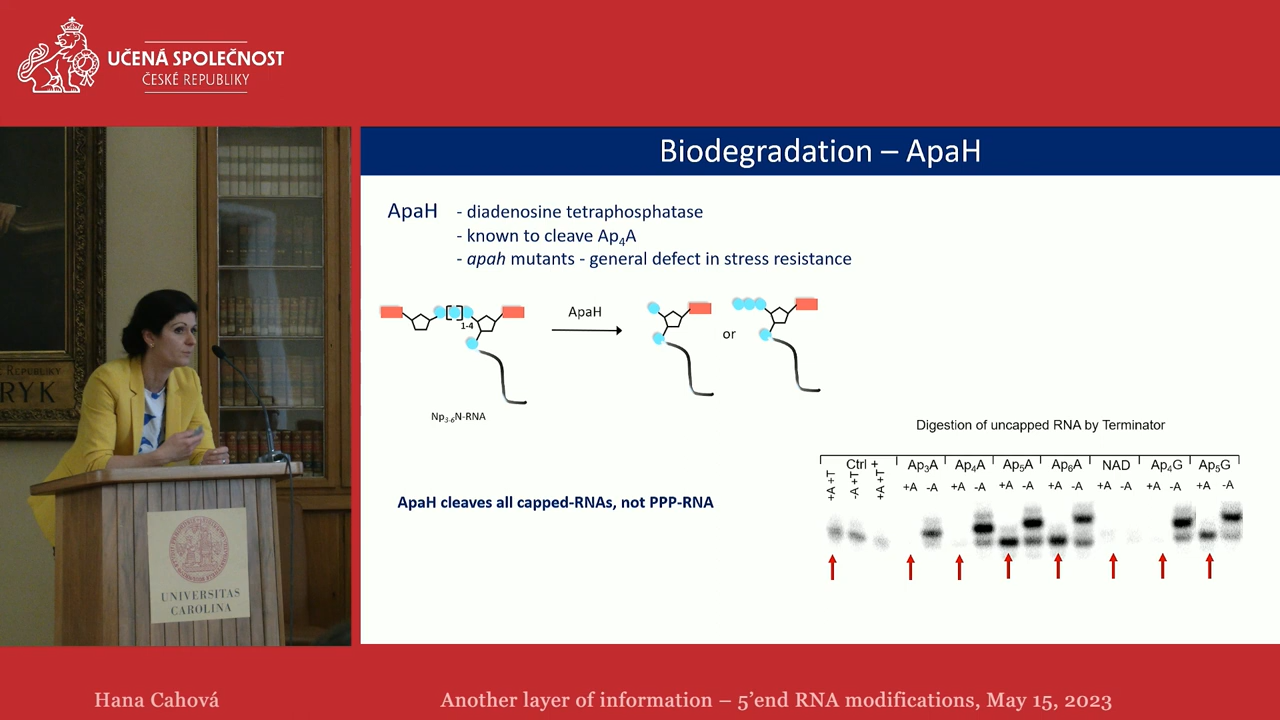 UČENÁ SPOLEČNOST
ČESKÉ REPUBLIKY
REPUBLIKY
RYK
UNIVERSITAS
CAROLINA
Biodegradation – ApaH
ApaH - diadenosine tetraphosphatase
- known to cleave Ap₄A
- apah mutants - general defect in stress resistance
1-4
ApaH
or
Np₃₋₆N-RNA
ApaH cleaves all capped-RNAs, not PPP-RNA
Digestion of uncapped RNA by Terminator
Ctrl + Ap₃A Ap₄A Ap₅A Ap₆A NAD Ap₄G Ap₅G
+A +T -A +T +A +T +A -A +A -A +A -A +A -A +A -A +A -A +A -A
Hana Cahová
Another layer of information – 5’end RNA modifications, May 15, 2023